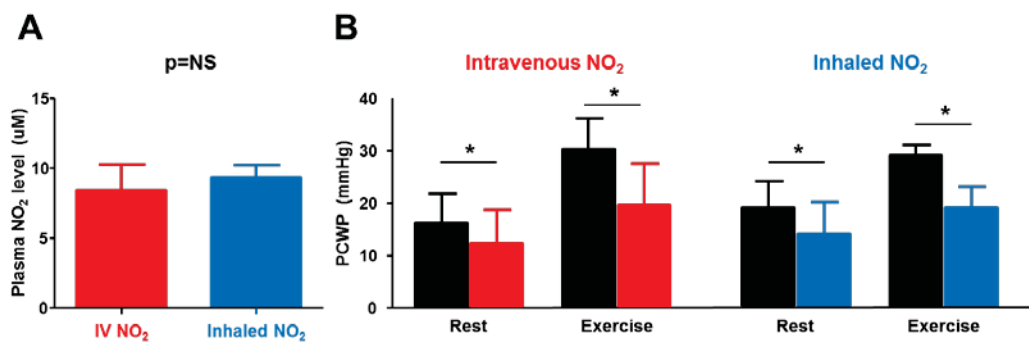 A
p=NS
Plasma NO₂ level (uM)
15
10
5
0
IV NO₂
Inhaled NO₂
B
Intravenous NO₂
Inhaled NO₂
PCWP (mmHg)
40
30
20
10
0
*
*
*
*
Rest
Exercise
Rest
Exercise